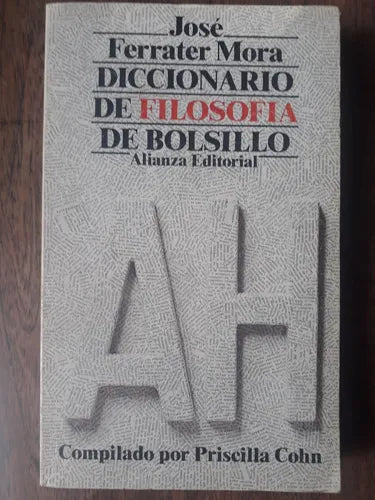 José
Ferrater Mora
DICCIONARIO
DE FILOSOFIA
DE BOLSILLO
Alianza Editorial
AH
Compilado por Priscilla Cohn